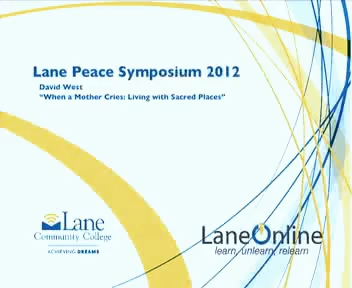 Lane Peace Symposium 2012
David West
"When a Mother Cries: Living with Sacred Places"
Lane
Community College
ACHIEVING DREAMS
LaneOnline
learn, unlearn, relearn